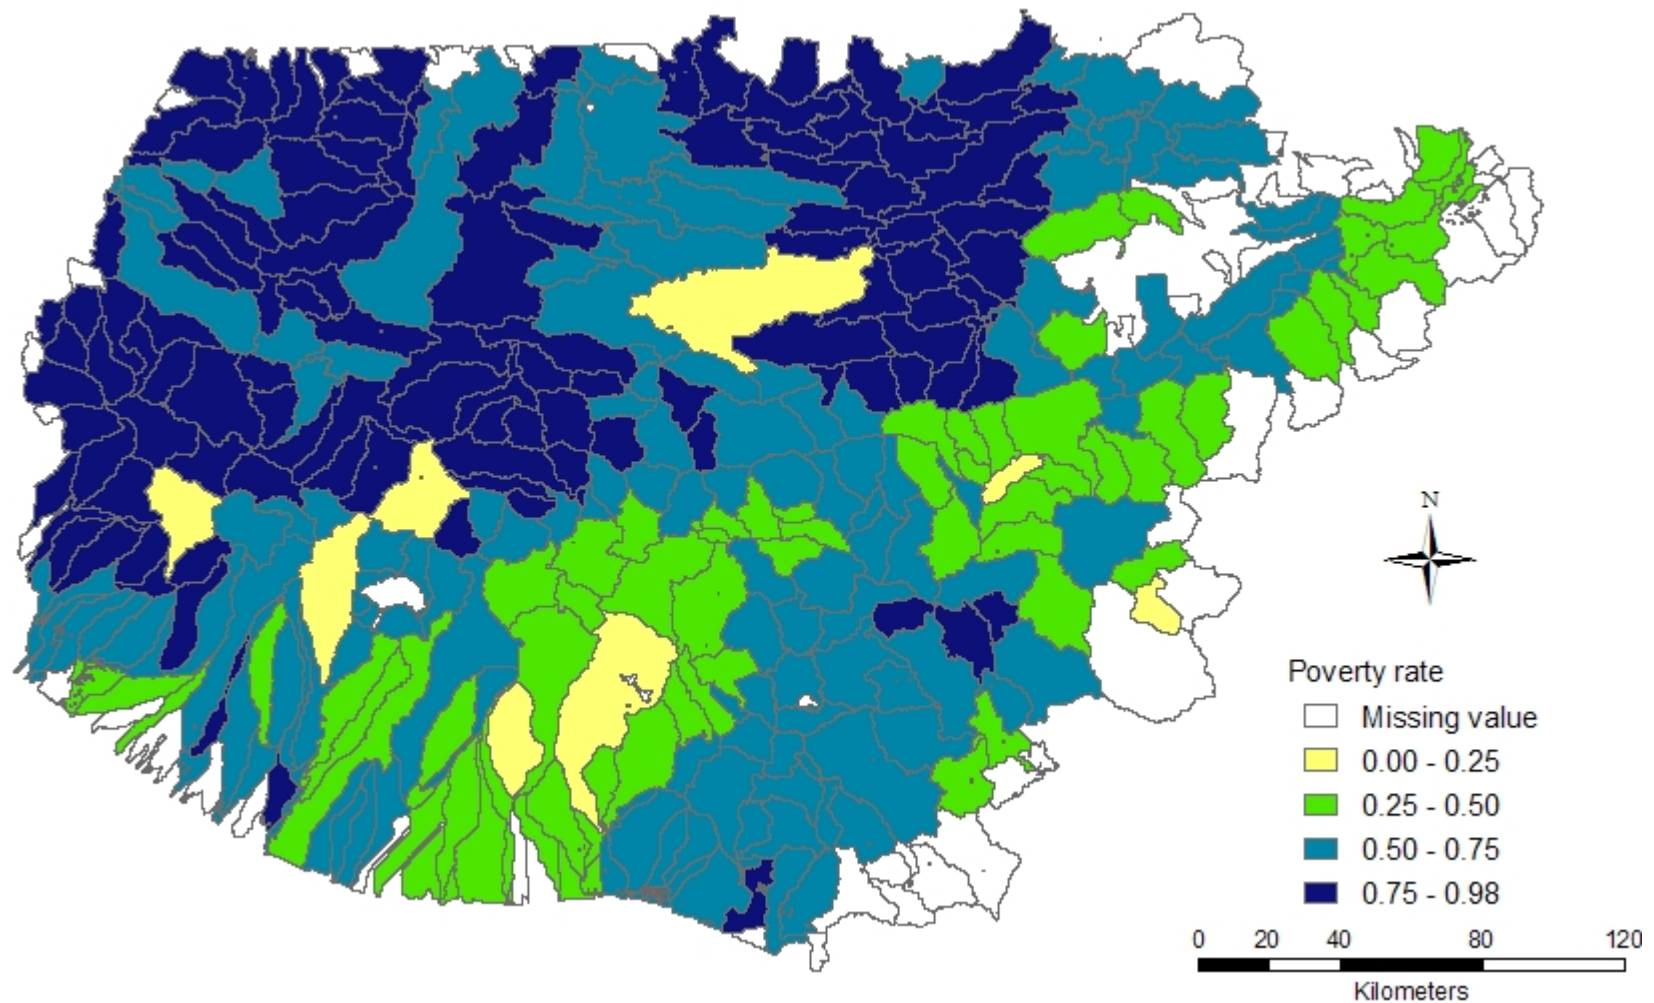 N
Poverty rate
Missing value
0.00 - 0.25
0.25 - 0.50
0.50 - 0.75
0.75 - 0.98
0 20 40 80 120
Kilometers